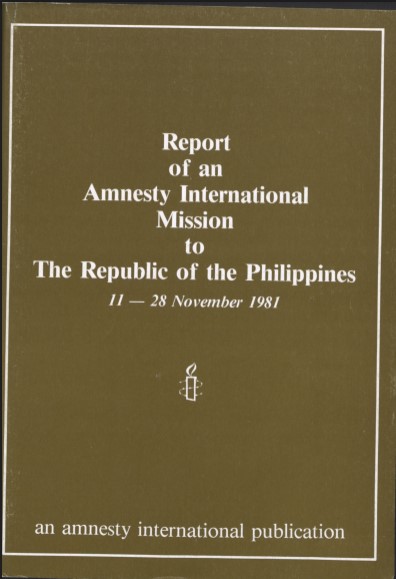 Report
of an
Amnesty International
Mission
to
The Republic of the Philippines
11 — 28 November 1981
an amnesty international publication